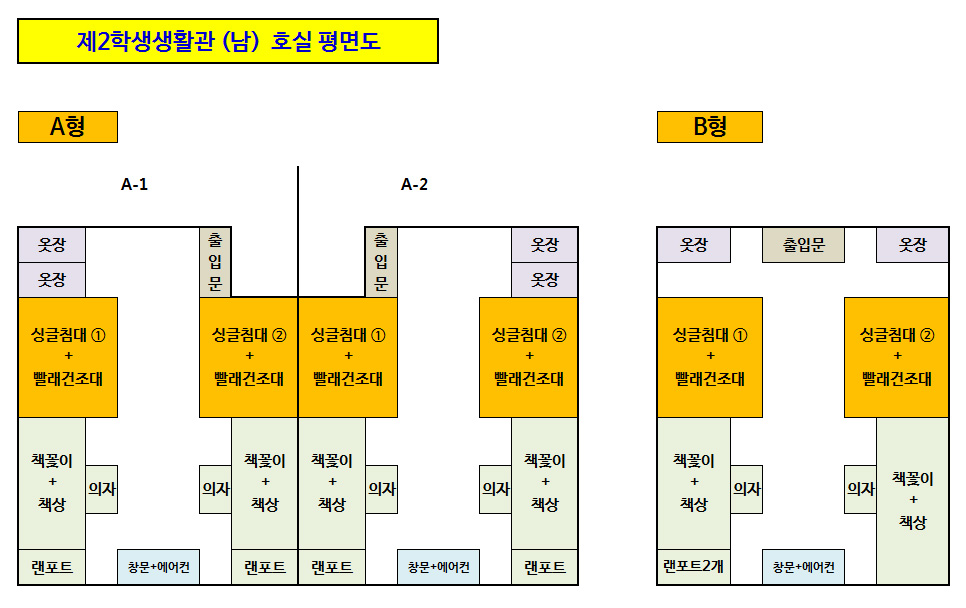 제2학생생활관 (남) 호실 평면도
A형
B형
A-1
A-2
옷장
출입문
출입문
옷장
옷장
출입문
옷장
옷장
옷장
싱글침대 ①
+
빨래건조대
싱글침대 ②
+
빨래건조대
싱글침대 ①
+
빨래건조대
싱글침대 ②
+
빨래건조대
싱글침대 ①
+
빨래건조대
싱글침대 ②
+
빨래건조대
책꽃이
+
책상
의자
의자
책꽃이
+
책상
책꽃이
+
책상
의자
의자
책꽃이
+
책상
책꽃이
+
책상
의자
의자
책꽃이
+
책상
랜포트
창문+에어컨
랜포트
랜포트
창문+에어컨
랜포트
랜포트2개
창문+에어컨